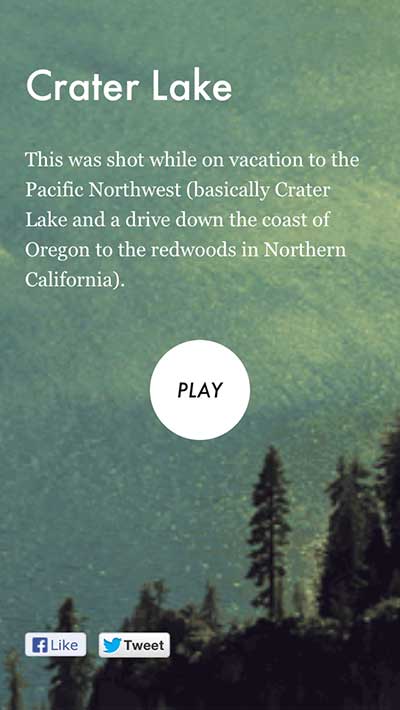 Crater Lake
This was shot while on vacation to the
Pacific Northwest (basically Crater
Lake and a drive down the coast of
Oregon to the redwoods in Northern
California).
PLAY
Like
Tweet